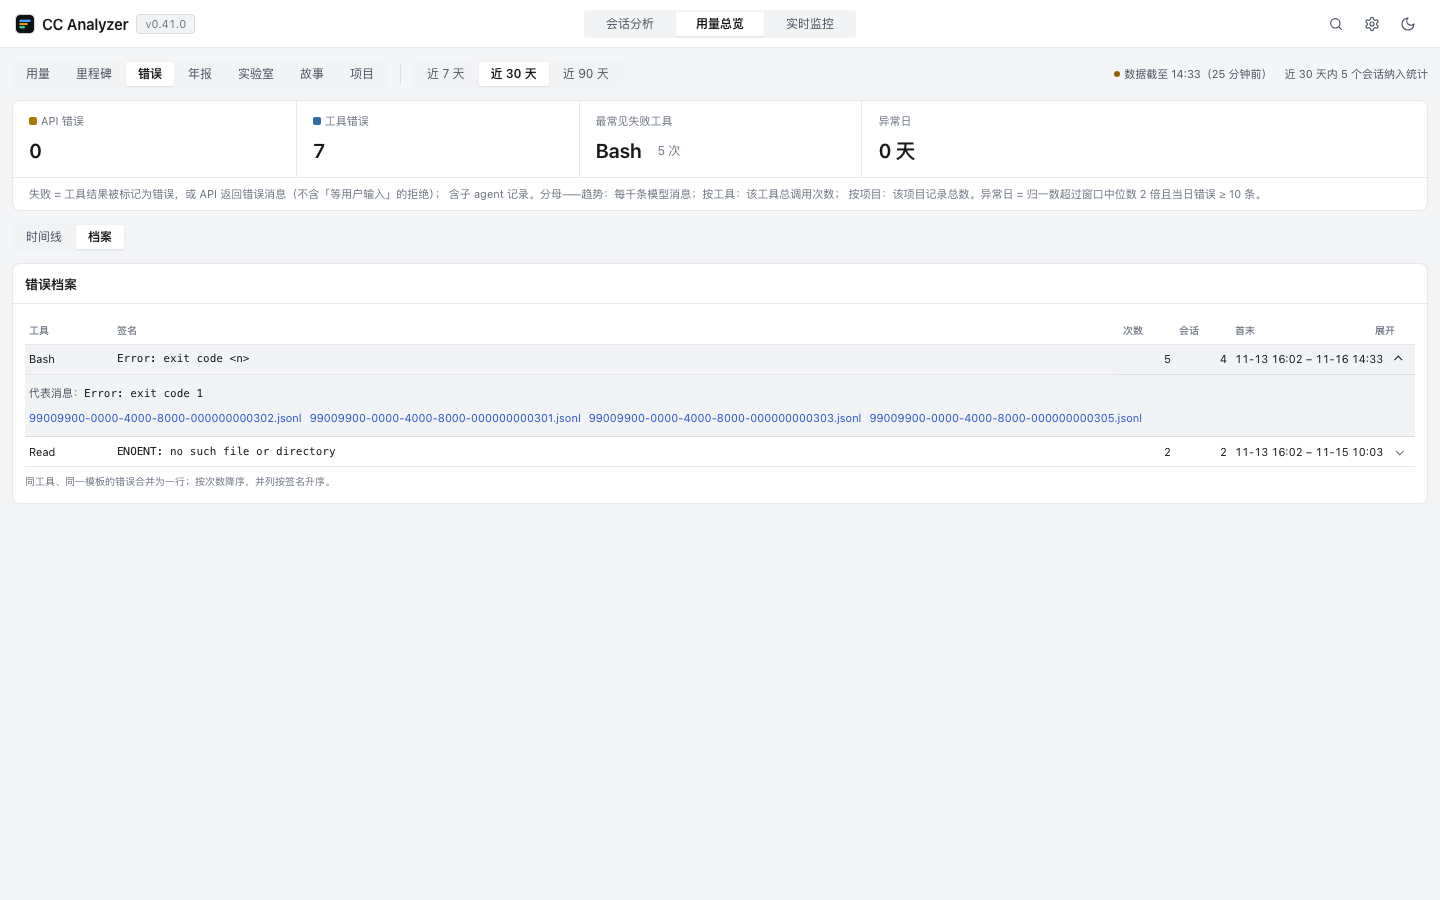 CC Analyzer v0.41.0 会话分析 用量总览 实时监控
用量 里程碑 错误 年报 实验室 故事 项目 近 7 天 近 30 天 近 90 天 数据截至 14:33（25 分钟前） 近 30 天内 5 个会话纳入统计
API 错误 工具错误 最常见失败工具 异常日
0 7 Bash 5 次 0 天
失败 = 工具结果被标记为错误，或 API 返回错误消息（不含「等用户输入」的拒绝）； 含子 agent 记录。分母——趋势：每千条模型消息；按工具：该工具总调用次数； 按项目：该项目记录总数。异常日 = 归一数超过窗口中位数 2 倍且当日错误 ≥ 10 条。
时间线 档案
错误档案
工具 签名 次数 会话 首末 展开
Bash Error: exit code <n> 5 4 11-13 16:02 – 11-16 14:33
代表消息：Error: exit code 1
99009900-0000-4000-8000-000000000302.jsonl 99009900-0000-4000-8000-000000000301.jsonl 99009900-0000-4000-8000-000000000303.jsonl 99009900-0000-4000-8000-000000000305.jsonl
Read ENOENT: no such file or directory 2 2 11-13 16:02 – 11-15 10:03
同工具、同一模板的错误合并为一行；按次数降序，并列按签名升序。